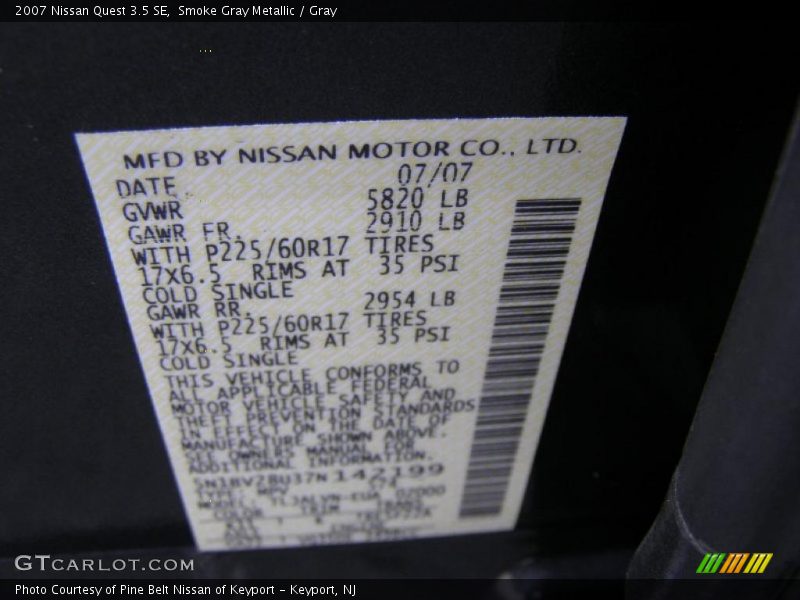 2007 Nissan Quest 3.5 SE,  Smoke Gray Metallic / Gray
MFD BY NISSAN MOTOR CO., LTD.
DATE 07/07
GVWR 5820 LB
GAWR FR. 2910 LB
WITH P225/60R17 TIRES
17X6.5 RIMS AT 35 PSI
COLD SINGLE
GAWR RR. 2954 LB
WITH P225/60R17 TIRES
17X6.5 RIMS AT 35 PSI
COLD SINGLE
THIS VEHICLE CONFORMS TO
ALL APPLICABLE FEDERAL
MOTOR VEHICLE SAFETY AND
THEFT PREVENTION STANDARDS
IN EFFECT ON THE DATE OF
MANUFACTURE SHOWN ABOVE.
SEE OWNERS MANUAL FOR
ADDITIONAL INFORMATION.
5N1BV28U37N142199
GTCARLOT.COM
Photo Courtesy of Pine Belt Nissan of Keyport – Keyport, NJ